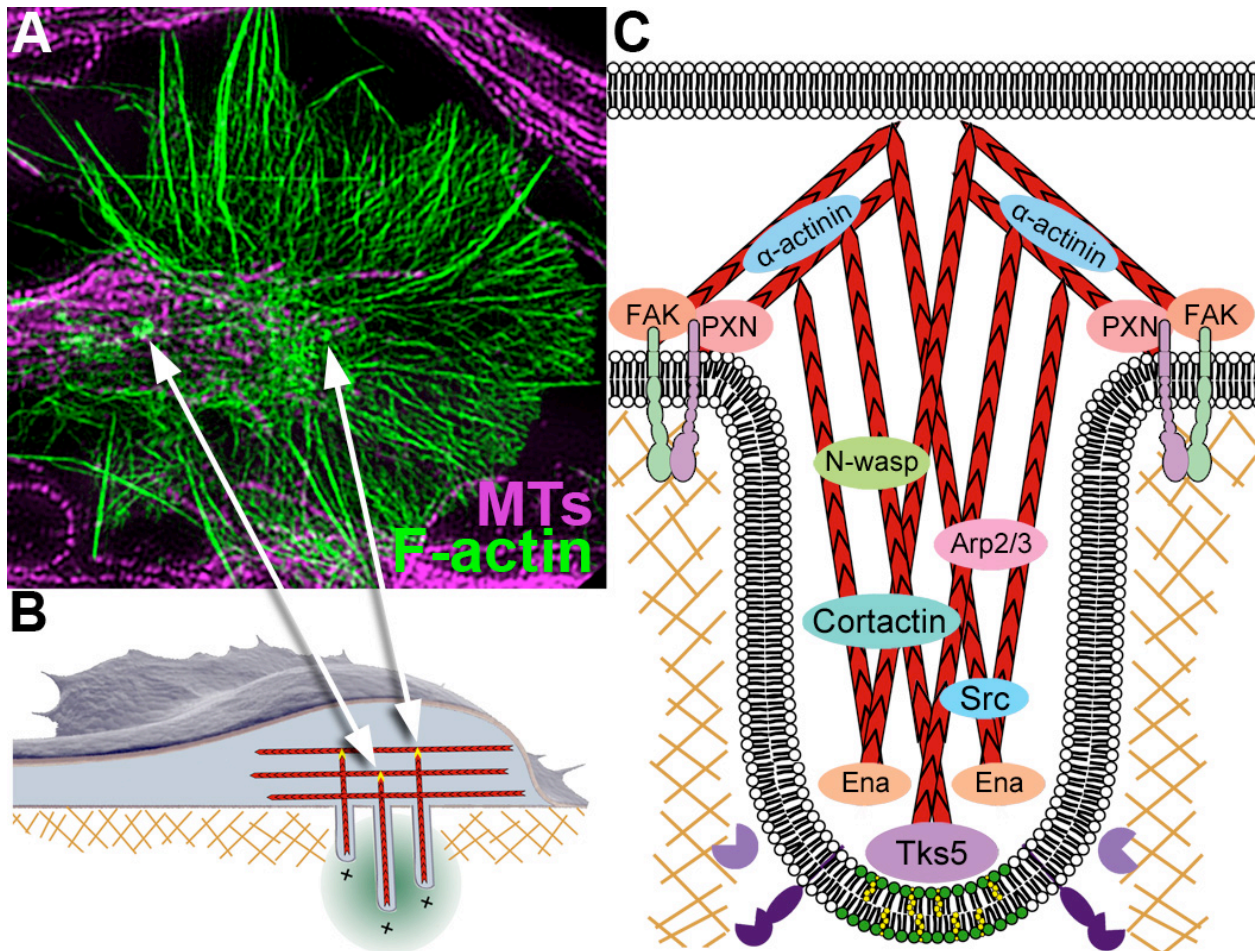 A
C
α-actinin
α-actinin
FAK
PXN
PXN
FAK
N-wasp
MTs
F-actin
Arp2/3
B
Cortactin
Src
Ena
Ena
Tks5
+
+
+